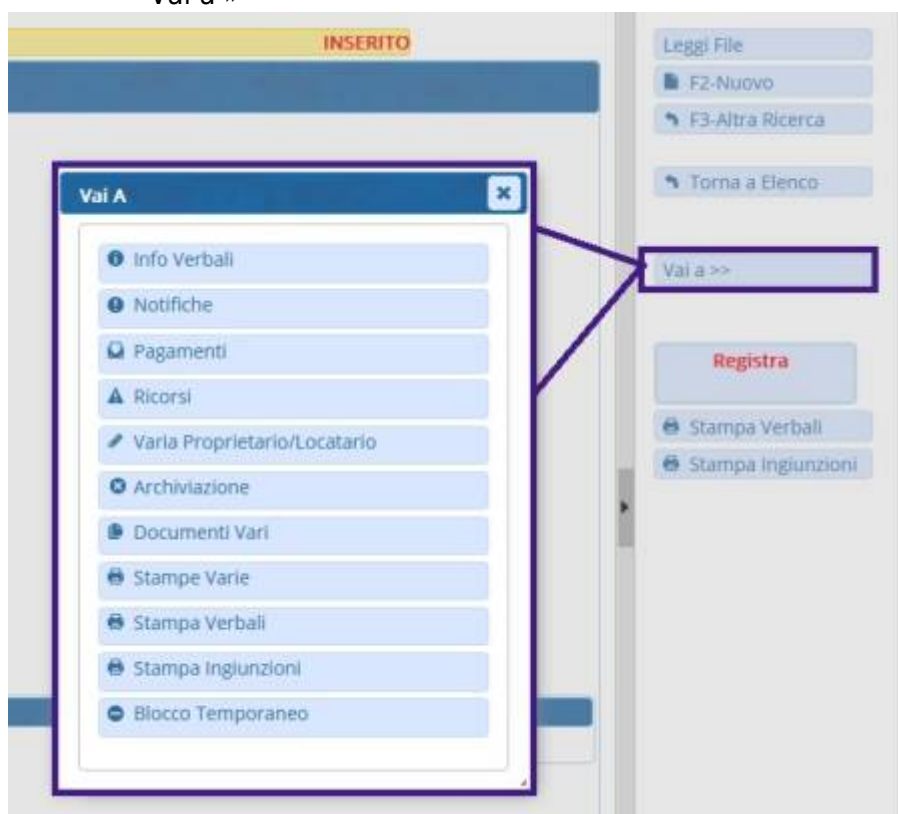 Vai a »
INSERITO
Leggi File
F2-Nuovo
F3-Altra Ricerca
Torna a Elenco
Vai a >>
Registra
Stampa Verbali
Stampa Ingiunzioni
Vai A
Info Verbali
Notifiche
Pagamenti
Ricorsi
Varia Proprietario/Locatario
Archiviazione
Documenti Vari
Stampe Varie
Stampa Verbali
Stampa Ingiunzioni
Blocco Temporaneo